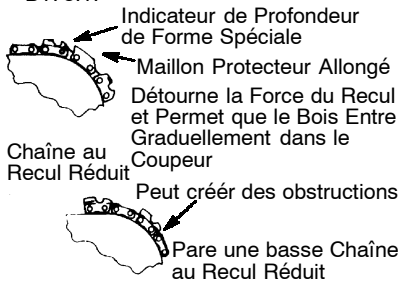 Indicateur de Profondeur
de Forme Spéciale
Maillon Protecteur Allongé
Détourne la Force du Recul
et Permet que le Bois Entre
Graduellement dans le
Coupeur
Chaîne au
Recul Réduit
Peut créér des obstructions
Pare une basse Chaîne
au Recul Réduit